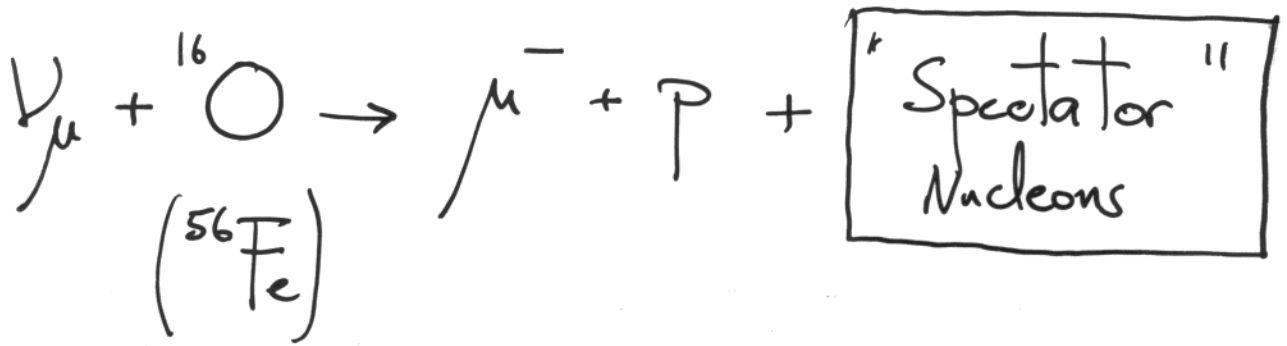 ν_μ + ¹⁶O → μ⁻ + p + "Spectator
Nucleons
(⁵⁶Fe)